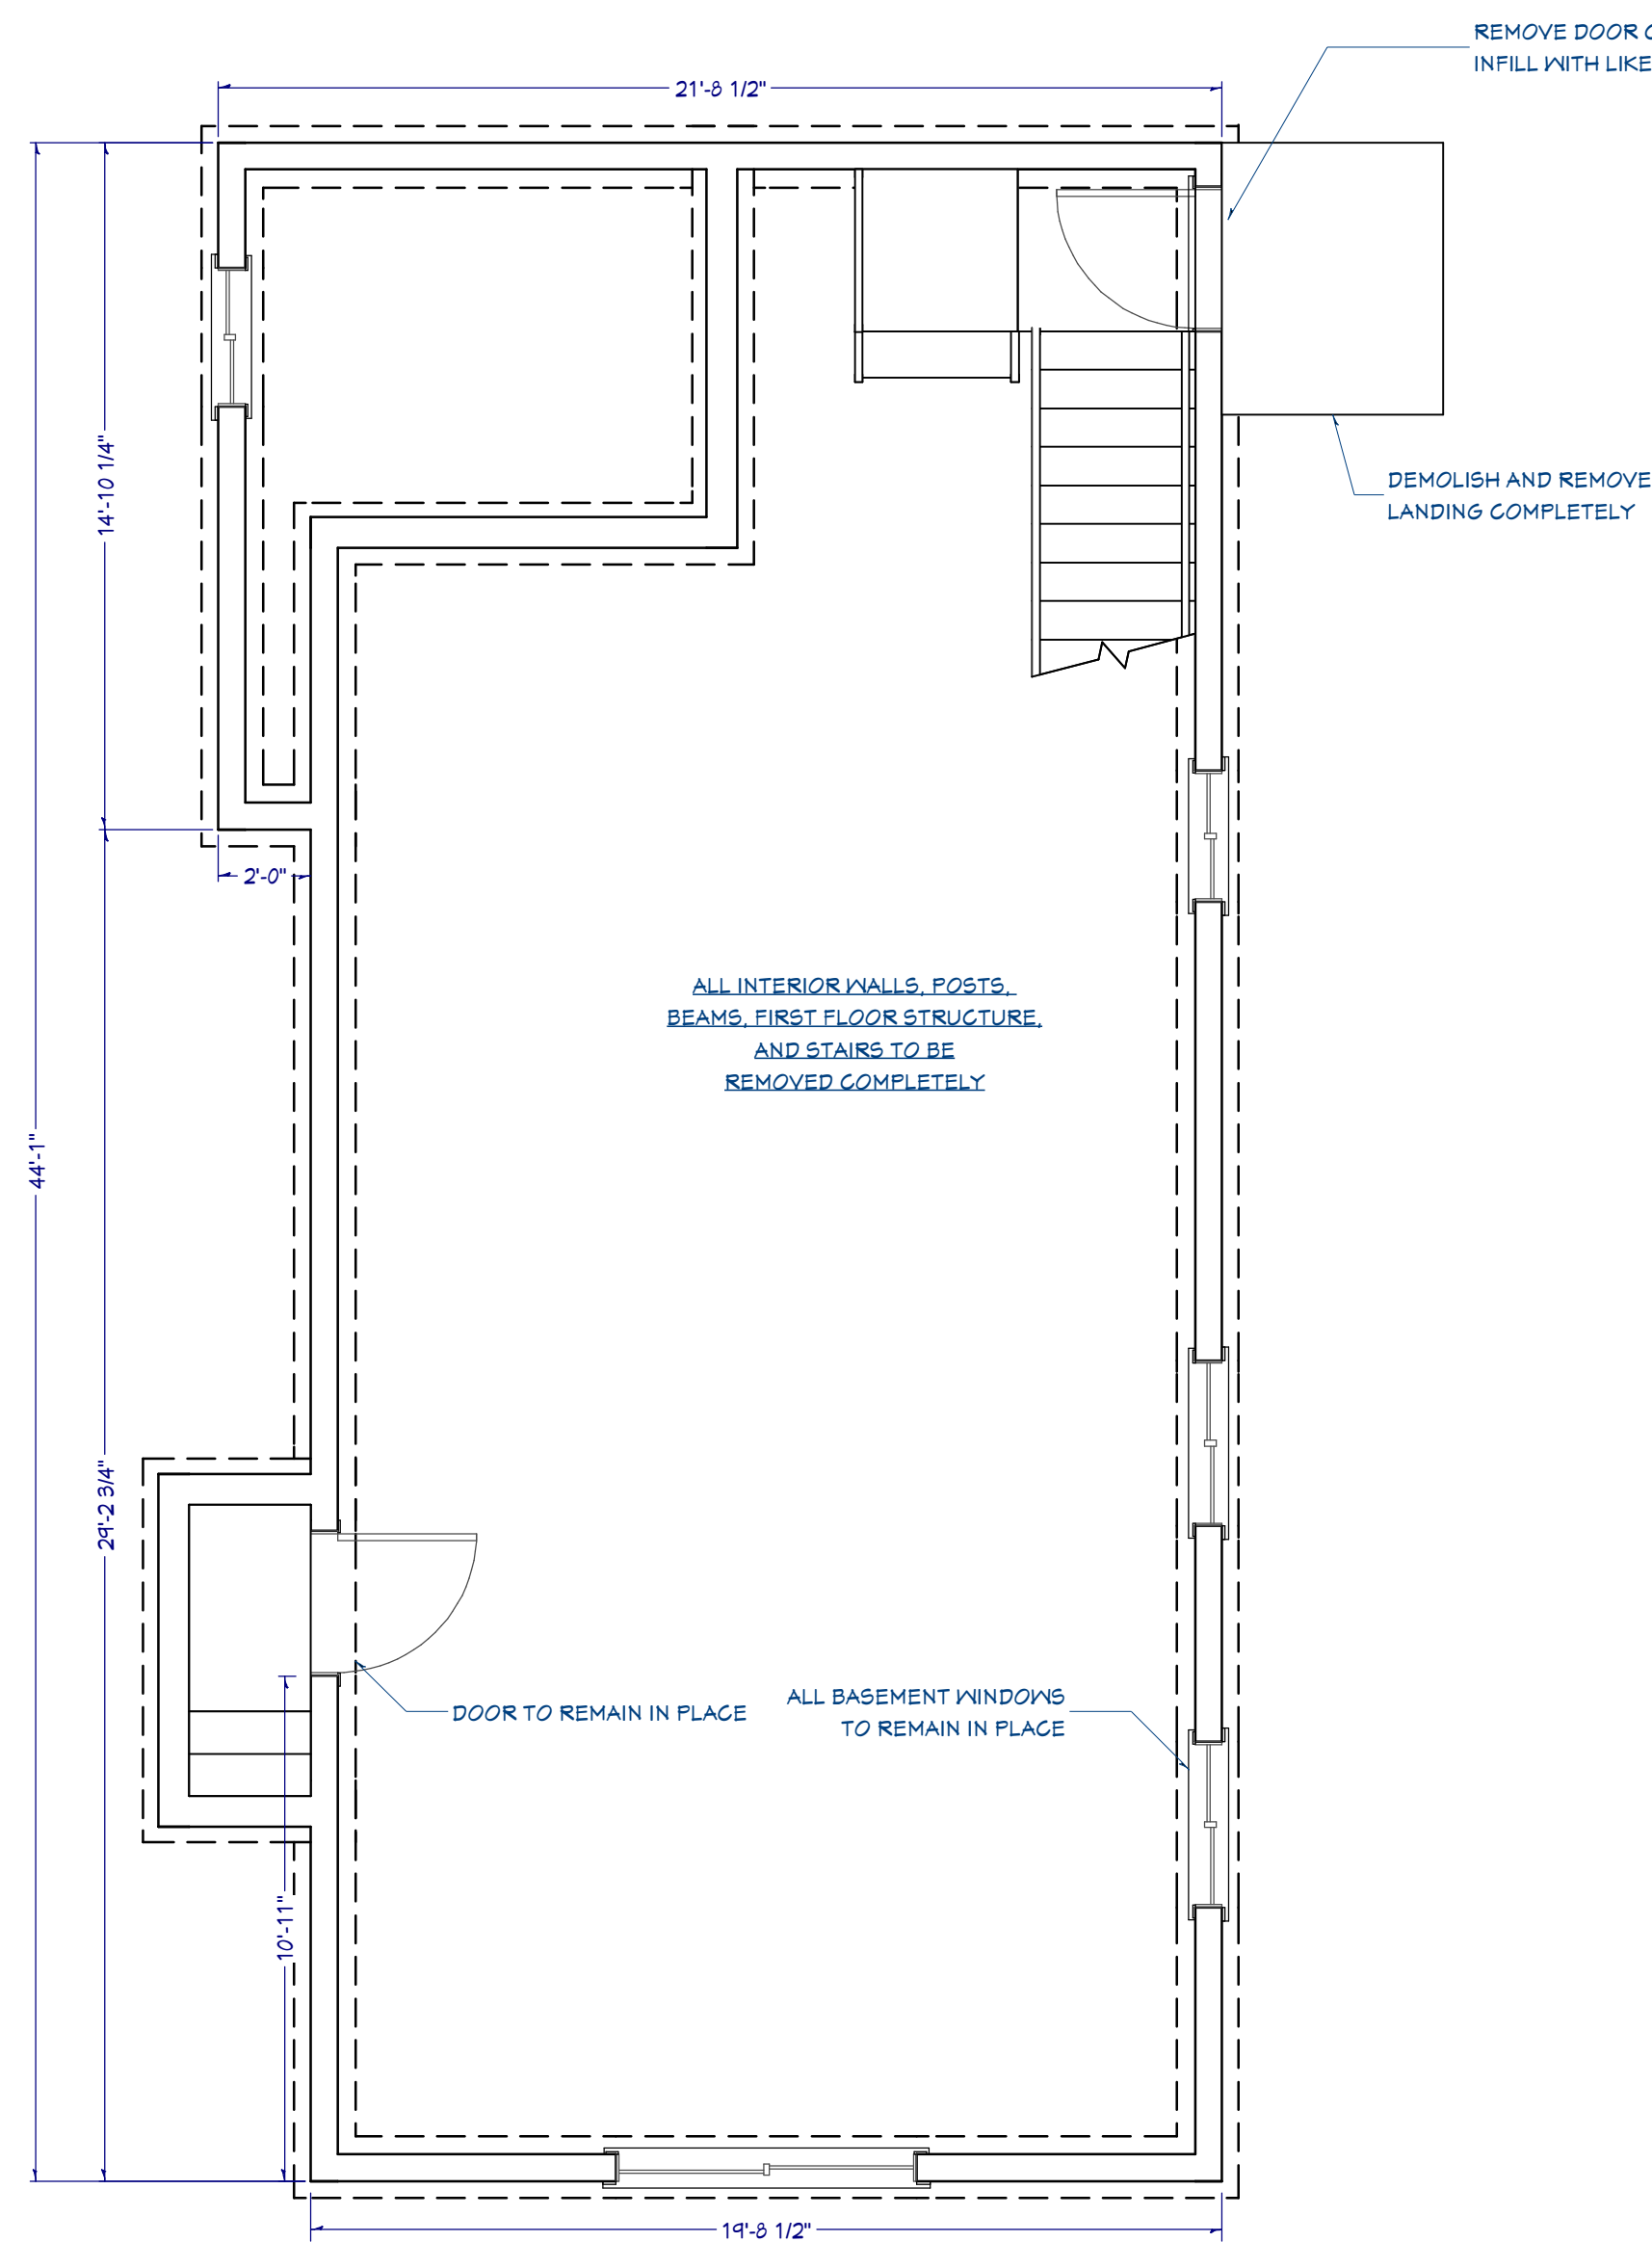 REMOVE DOOR
INFILL WITH LIKE
21'-8 1/2"
14'-10 1/4"
DEMOLISH AND REMOVE
LANDING COMPLETELY
2'-0"
ALL INTERIOR WALLS, POSTS,
BEAMS, FIRST FLOOR STRUCTURE,
AND STAIRS TO BE
REMOVED COMPLETELY
44'-1"
29'-2 3/4"
DOOR TO REMAIN IN PLACE
ALL BASEMENT WINDOWS
TO REMAIN IN PLACE
10'-11"
19'-8 1/2"